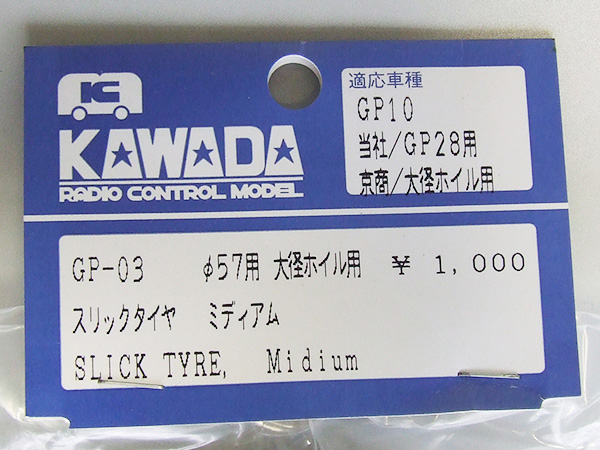 KAWADA
RADIO CONTROL MODEL
適応車種
GP10
当社/GP28用
京商/大径ホイル用
GP-03 φ57用 大径ホイル用 ¥ 1,000
スリックタイヤ ミディアム
SLICK TYRE, Midium